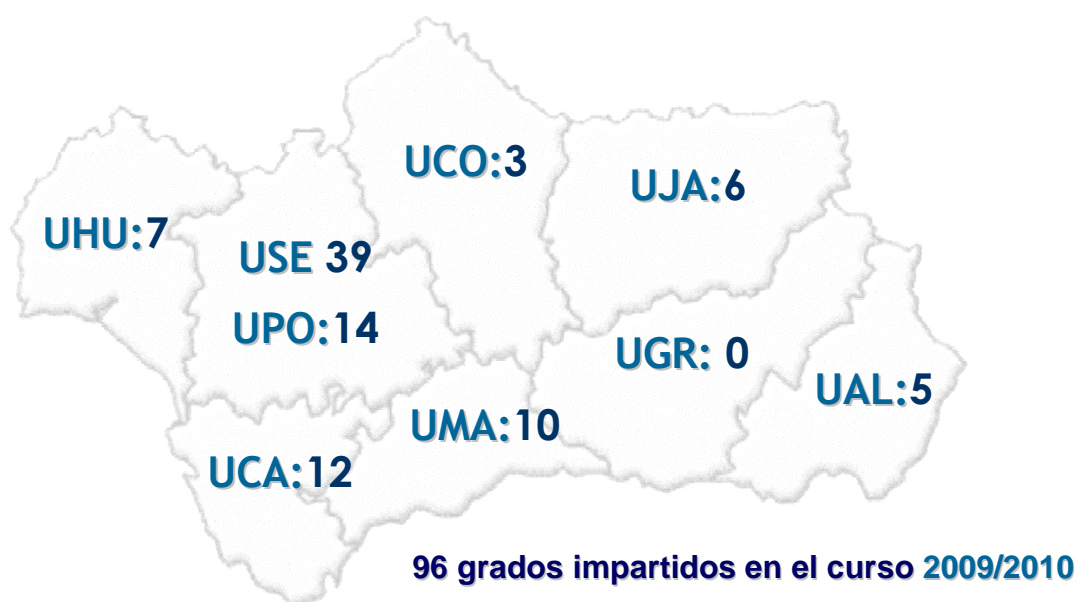 UCO:3
UJA:6
UHU:7
USE 39
UPO:14
UGR: 0
UAL:5
UMA:10
UCA:12
96 grados impartidos en el curso 2009/2010